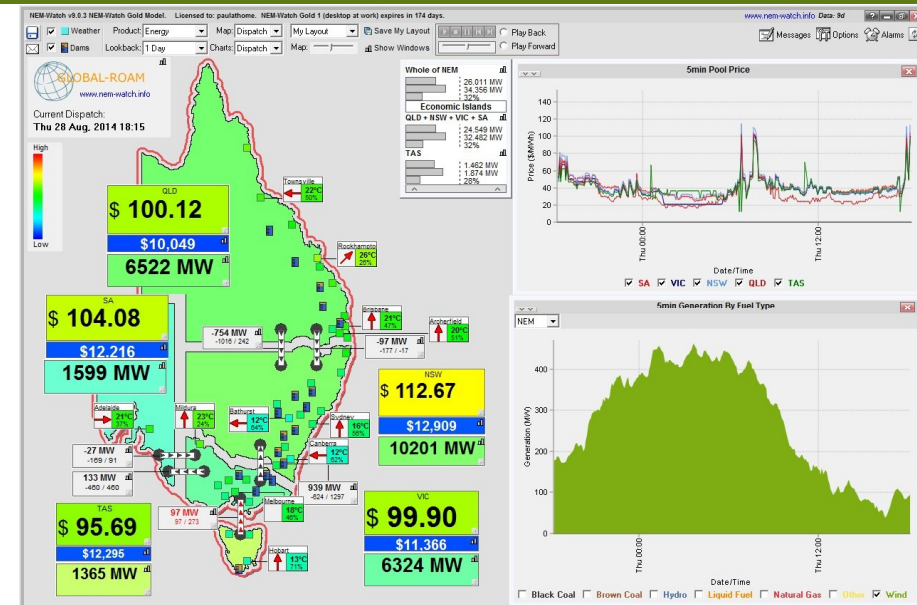 NEM-Watch v9.0.3 NEM-Watch Gold Model. Licensed to: paulathome. NEM-Watch Gold 1 (desktop at work) expires in 174 days.
www.nem-watch.info Data: 9d
Weather Product: Energy Map: Dispatch My Layout Save My Layout Play Back
Messages Options Alarms
Dams Lookback: 1 Day Charts: Dispatch Map: Show Windows Play Forward
GLOBAL-ROAM
www.nem-watch.info
Current Dispatch:
Thu 28 Aug, 2014 18:15
High
Low
Whole of NEM
26.011 MW
34.356 MW
32%
Economic Islands
QLD + NSW + VIC + SA
24.549 MW
32.482 MW
32%
TAS
1.462 MW
1.874 MW
28%
QLD
$ 100.12
$10,049
6522 MW
SA
$ 104.08
$12,216
1599 MW
NSW
$ 112.67
$12,909
10201 MW
TAS
$ 95.69
$12,295
1365 MW
VIC
$ 99.90
$11,366
6324 MW
Townsville
22°C
50%
Rockhampto
26°C
Brisbane
21°C
47%
Archerfield
20°C
51%
-754 MW
-1016 / 242
-97 MW
-177 / -17
Adelaide
21°C
37%
Mildura
23°C
24%
Bathurst
12°C
64%
Sydney
16°C
Canberra
12°C
62%
-27 MW
-169 / 91
133 MW
-460 / 460
939 MW
-624 / 1297
97 MW
97 / 273
Melbourne
18°C
46%
Hobart
13°C
71%
5min Pool Price
Price ($/MWh)
140
120
100
80
60
40
20
0
Thu 00:00
Thu 12:00
Date/Time
SA VIC NSW QLD TAS
5min Generation By Fuel Type
NEM
Generation (MW)
400
300
200
100
0
Thu 00:00
Thu 12:00
Date/Time
Black Coal Brown Coal Hydro Liquid Fuel Natural Gas Other Wind